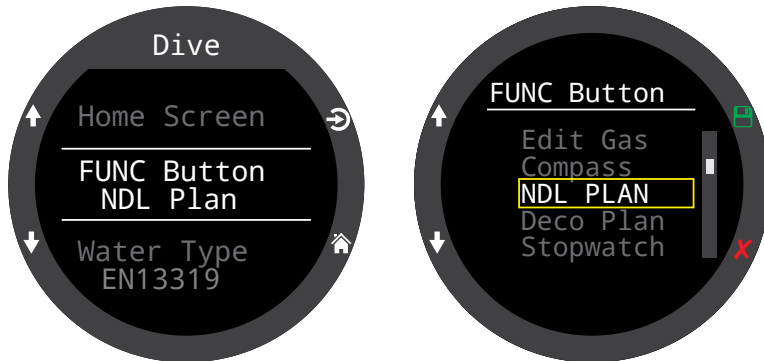 Dive
Home Screen
FUNC Button
NDL Plan
Water Type
EN13319
FUNC Button
Edit Gas
Compass
NDL PLAN
Deco Plan
Stopwatch